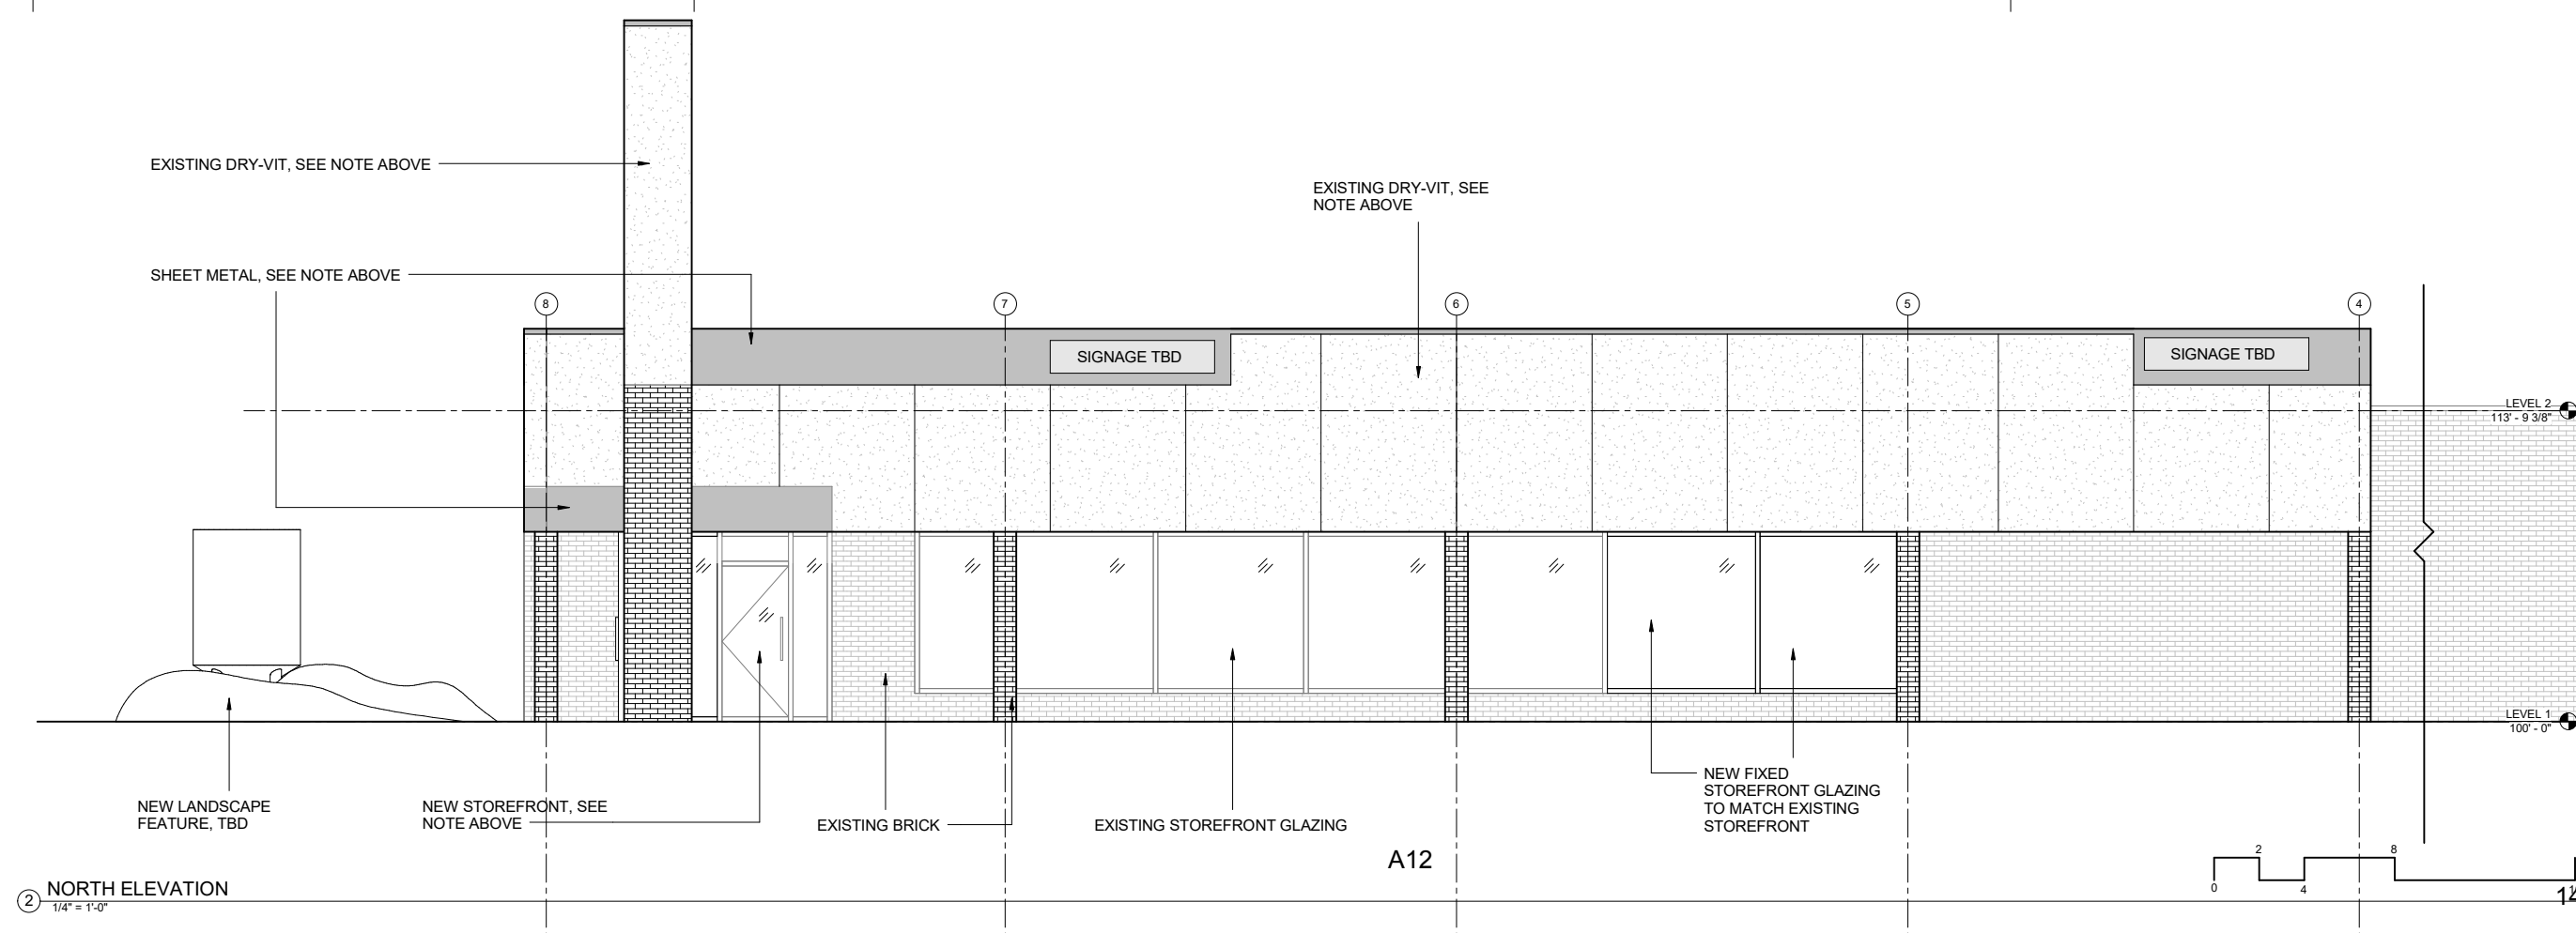 EXISTING DRY-VIT, SEE NOTE ABOVE
EXISTING DRY-VIT, SEE
NOTE ABOVE
SHEET METAL, SEE NOTE ABOVE
8
7
6
5
4
SIGNAGE TBD
SIGNAGE TBD
LEVEL 2
113' - 9 3/8"
LEVEL 1
100' - 0"
NEW LANDSCAPE
FEATURE, TBD
NEW STOREFRONT, SEE
NOTE ABOVE
EXISTING BRICK
EXISTING STOREFRONT GLAZING
NEW FIXED
STOREFRONT GLAZING
TO MATCH EXISTING
STOREFRONT
A12
2
8
0
4
2
NORTH ELEVATION
1/4" = 1'-0"